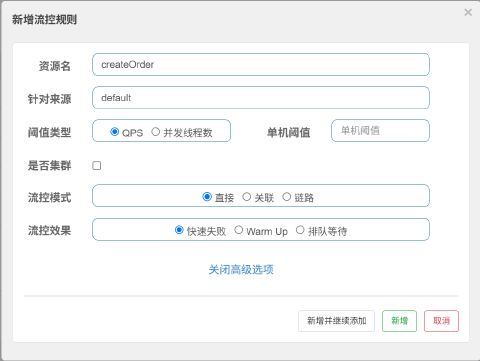 新增流控规则
×
资源名 createOrder
针对来源 default
阈值类型 QPS 并发线程数 单机阈值 单机阈值
是否集群
流控模式 直接 关联 链路
流控效果 快速失败 Warm Up 排队等待
关闭高级选项
新增并继续添加 新增 取消